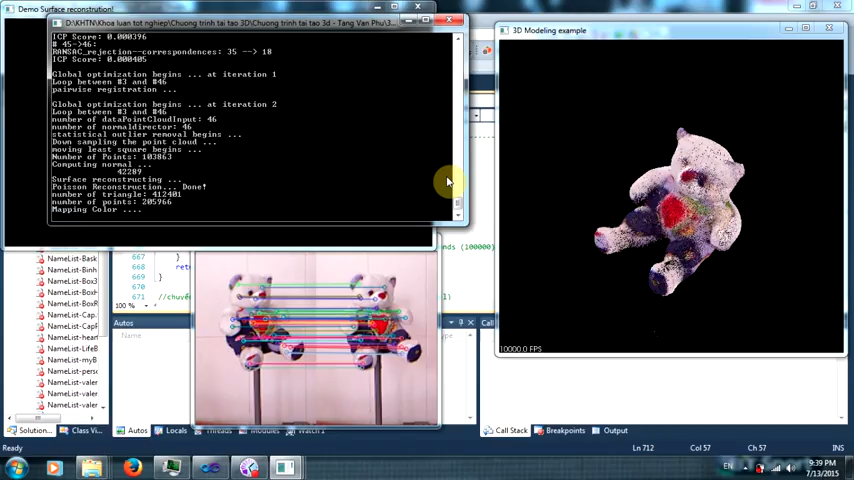 Demo Surface reconstrution!
D:\KHTN\Khoa luan tot nghiep\Chuong trinh tai tao 3D\Chuong trinh tai tao 3d - Tang Van Phu\3...
ICP Score: 0.000396
# 45->46:
RANSAC_rejection--correspondences: 35 --> 18
ICP Score: 0.000405
Global optimization begins ... at iteration 1
Loop between #3 and #46
pairwise registration ...
Global optimization begins ... at iteration 2
Loop between #3 and #46
number of dataPointCloudInput: 46
number of normaldirector: 46
statistical outlier removal begins ...
Down sampling the point cloud ...
moving least square begins ...
Number of Points: 103863
Computing normal ...
42289
Surface reconstructing ...
Poisson Reconstruction... Done!
number of triangle: 412401
number of points: 205966
Mapping Color ....
3D Modeling example
10000.0 FPS
NameList-Bask
NameList-Binh
NameList-Box3
NameList-BoxH
NameList-BoxR
NameList-Cap.
NameList-CapF
NameList-hear
NameList-LifeB
NameList-myB
NameList-valer
NameList-valer
NameList-valer
667 }
668 retu
669 }
670
671 //chuyể
onds (100000)
100 %
Autos
Name
Call
Solution...
Class Vi...
Autos
Locals
Threads
Modules
Watch 1
Call Stack
Breakpoints
Output
Ready
Ln 712
Col 57
Ch 57
INS
EN
9:39 PM
7/13/2015